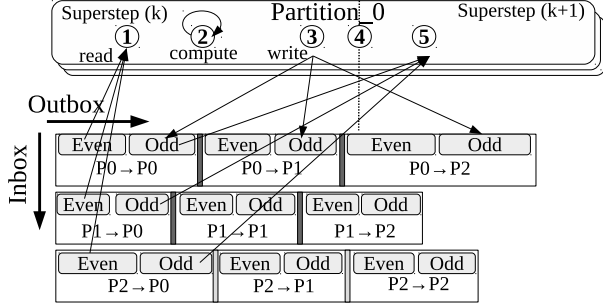 Superstep (k) Partition_0 Superstep (k+1)
1 2 3 4 5
read compute write
Outbox
Inbox
Even Odd Even Odd Even Odd
P0→P0 P0→P1 P0→P2
Even Odd Even Odd Even Odd
P1→P0 P1→P1 P1→P2
Even Odd Even Odd Even Odd
P2→P0 P2→P1 P2→P2